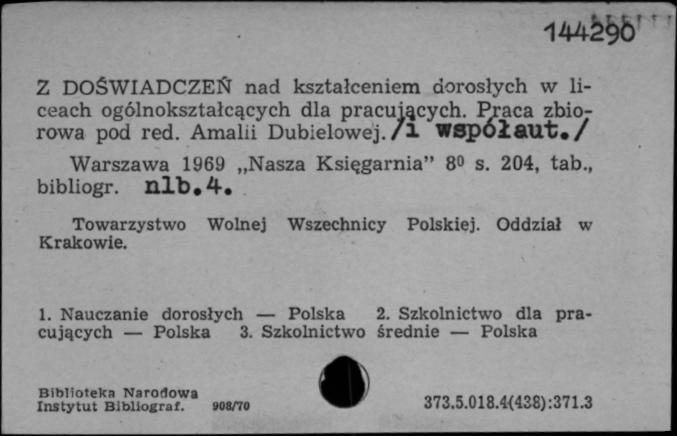 144290
Z DOŚWIADCZEŃ nad kształceniem dorosłych w li-
ceach ogólnokształcących dla pracujących. Praca zbio-
rowa pod red. Amalii Dubielowej. /i współaut./
Warszawa 1969 „Nasza Księgarnia” 8⁰ s. 204, tab.,
bibliogr. nlb.4.
Towarzystwo Wolnej Wszechnicy Polskiej. Oddział w
Krakowie.
1. Nauczanie dorosłych — Polska 2. Szkolnictwo dla pra-
cujących — Polska 3. Szkolnictwo średnie — Polska
Biblioteka Narodowa
Instytut Bibliograf. 908/70 373.5.018.4(438):371.3